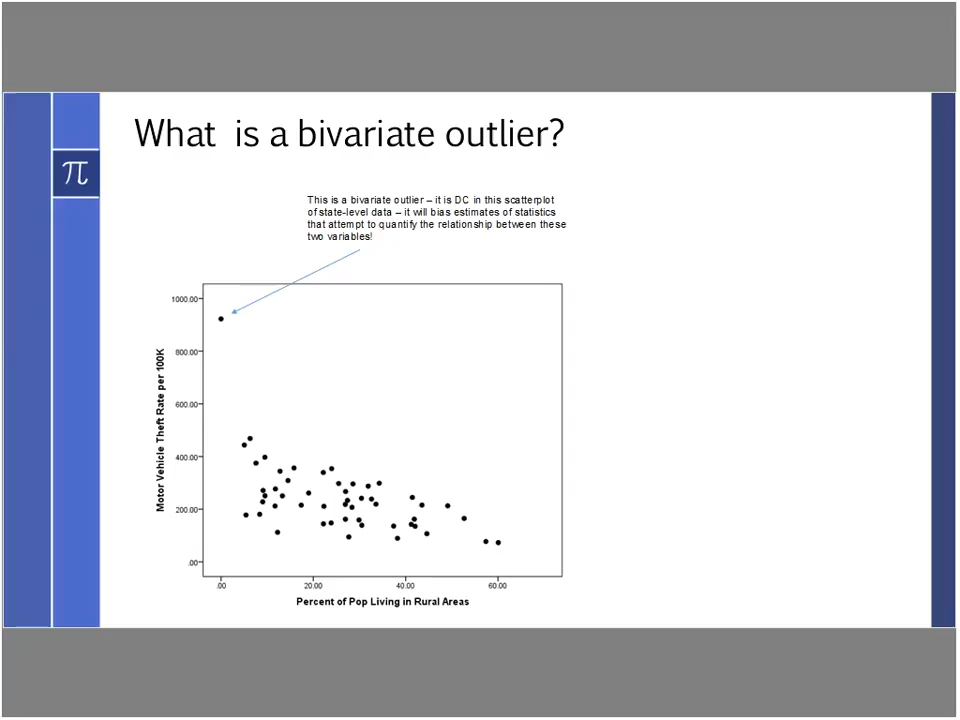 What is a bivariate outlier?
π
This is a bivariate outlier – it is DC in this scatterplot
of state-level data – it will bias estimates of statistics
that attempt to quantify the relationship between these
two variables!
1000.00
800.00
600.00
400.00
200.00
.00
Motor Vehicle Theft Rate per 100K
.00 20.00 40.00 60.00
Percent of Pop Living in Rural Areas